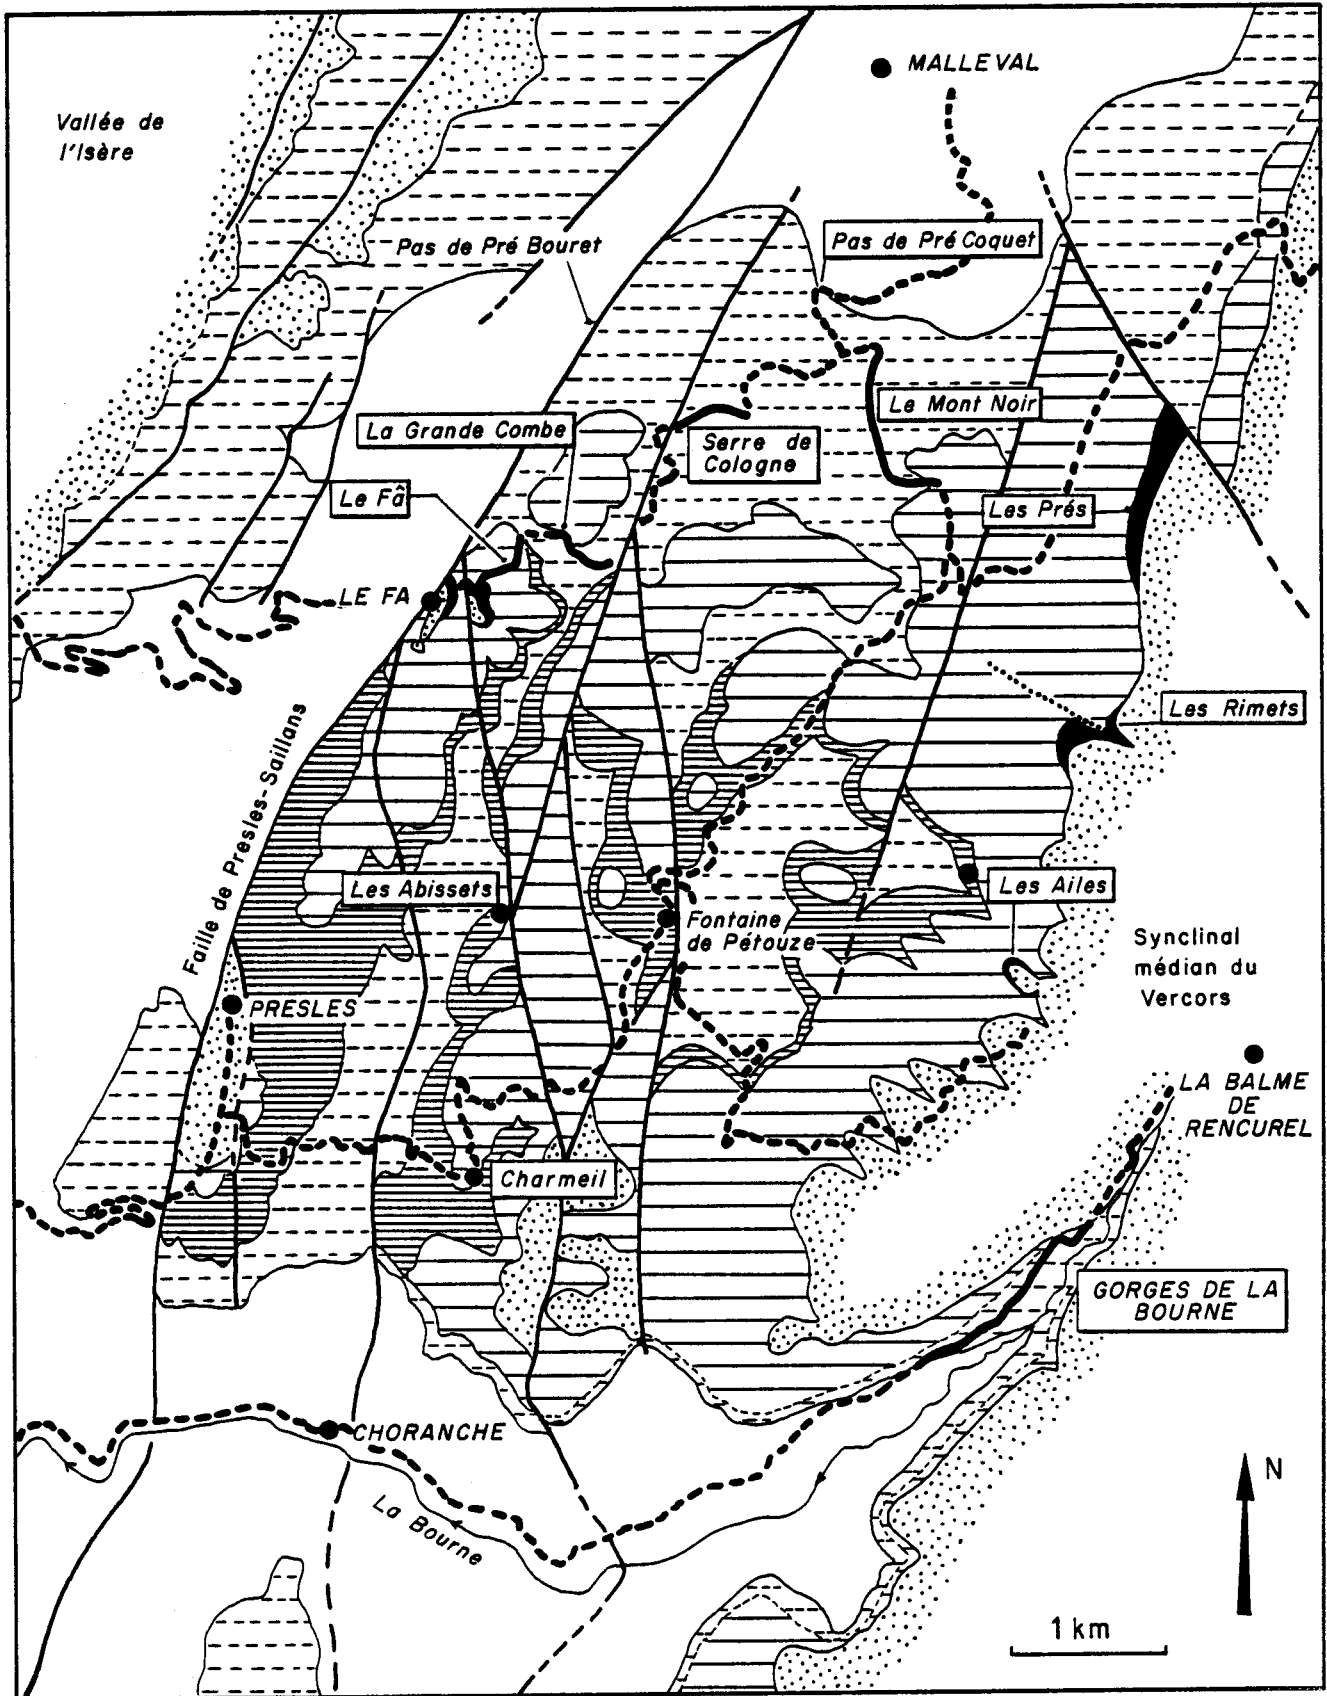 MALLEVAL
Vallée de
l'Isère
Pas de Pré Bouret
Pas de Pré Coquet
Le Mont Noir
La Grande Combe
Serre de
Cologne
Le Fâ
Les Prés
LE FA
Les Rimets
Faille de Presles-Saillans
Les Abissets
Les Ailes
Fontaine
de Pétouze
Synclinal
médian du
Vercors
PRESLES
LA BALME
DE
RENCUREL
Charmeil
GORGES DE LA
BOURNE
CHORANCHE
La Bourne
N
1 km